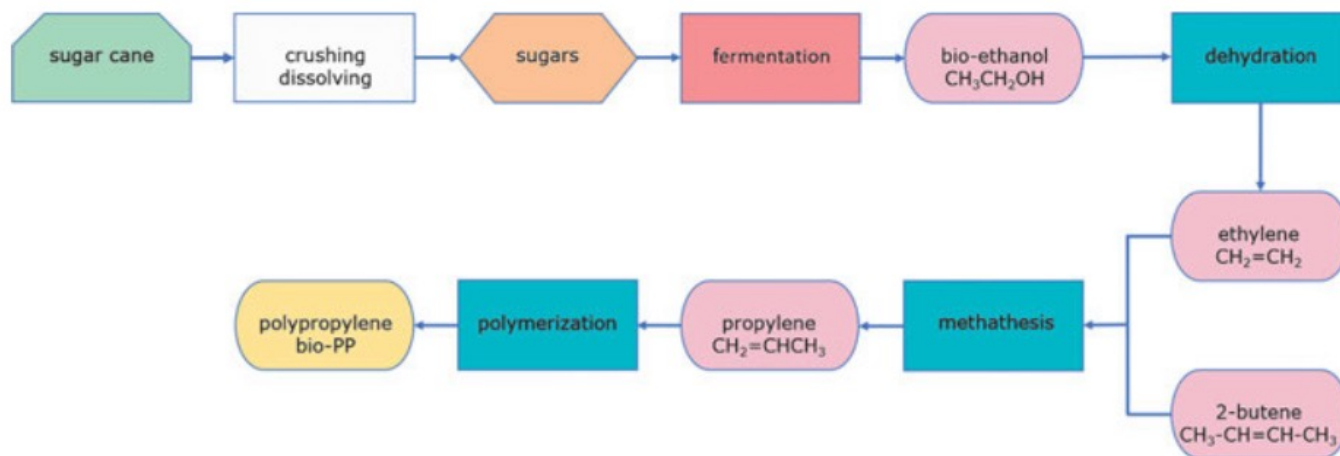 sugar cane
crushing
dissolving
sugars
fermentation
bio-ethanol
CH₃CH₂OH
dehydration
ethylene
CH₂=CH₂
2-butene
CH₃-CH=CH-CH₃
methathesis
propylene
CH₂=CHCH₃
polymerization
polypropylene
bio-PP